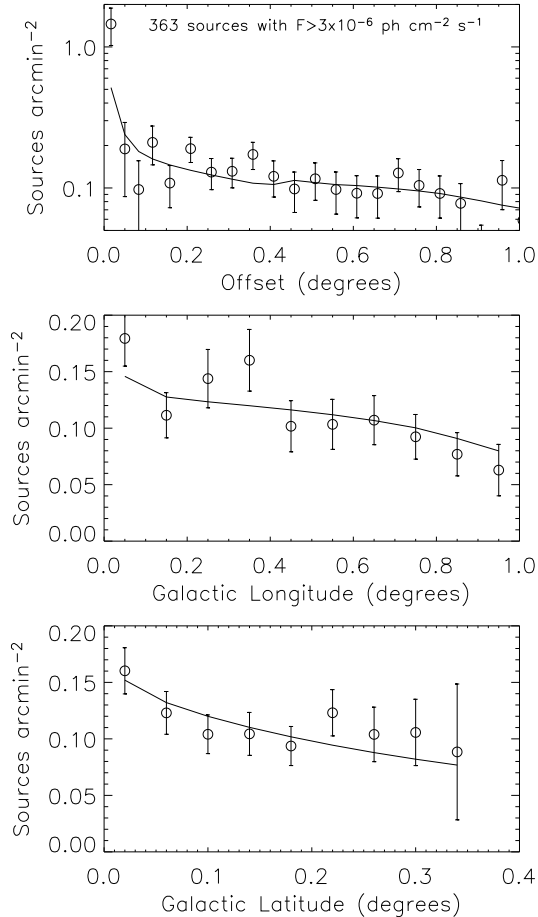 363 sources with F>3x10⁻⁶ ph cm⁻² s⁻¹
Sources arcmin⁻²
1.0
0.1
0.0 0.2 0.4 0.6 0.8 1.0
Offset (degrees)
Sources arcmin⁻²
0.20
0.15
0.10
0.05
0.00
0.0 0.2 0.4 0.6 0.8 1.0
Galactic Longitude (degrees)
Sources arcmin⁻²
0.20
0.15
0.10
0.05
0.00
0.0 0.1 0.2 0.3 0.4
Galactic Latitude (degrees)